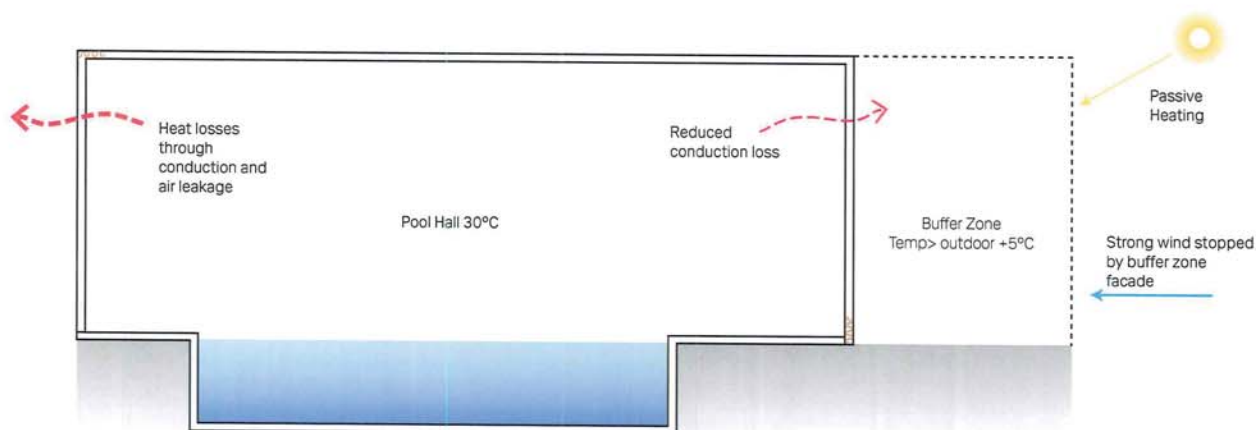 Heat losses
through
conduction and
air leakage
Reduced
conduction loss
Passive
Heating
Pool Hall 30°C
Buffer Zone
Temp> outdoor +5°C
Strong wind stopped
by buffer zone
facade